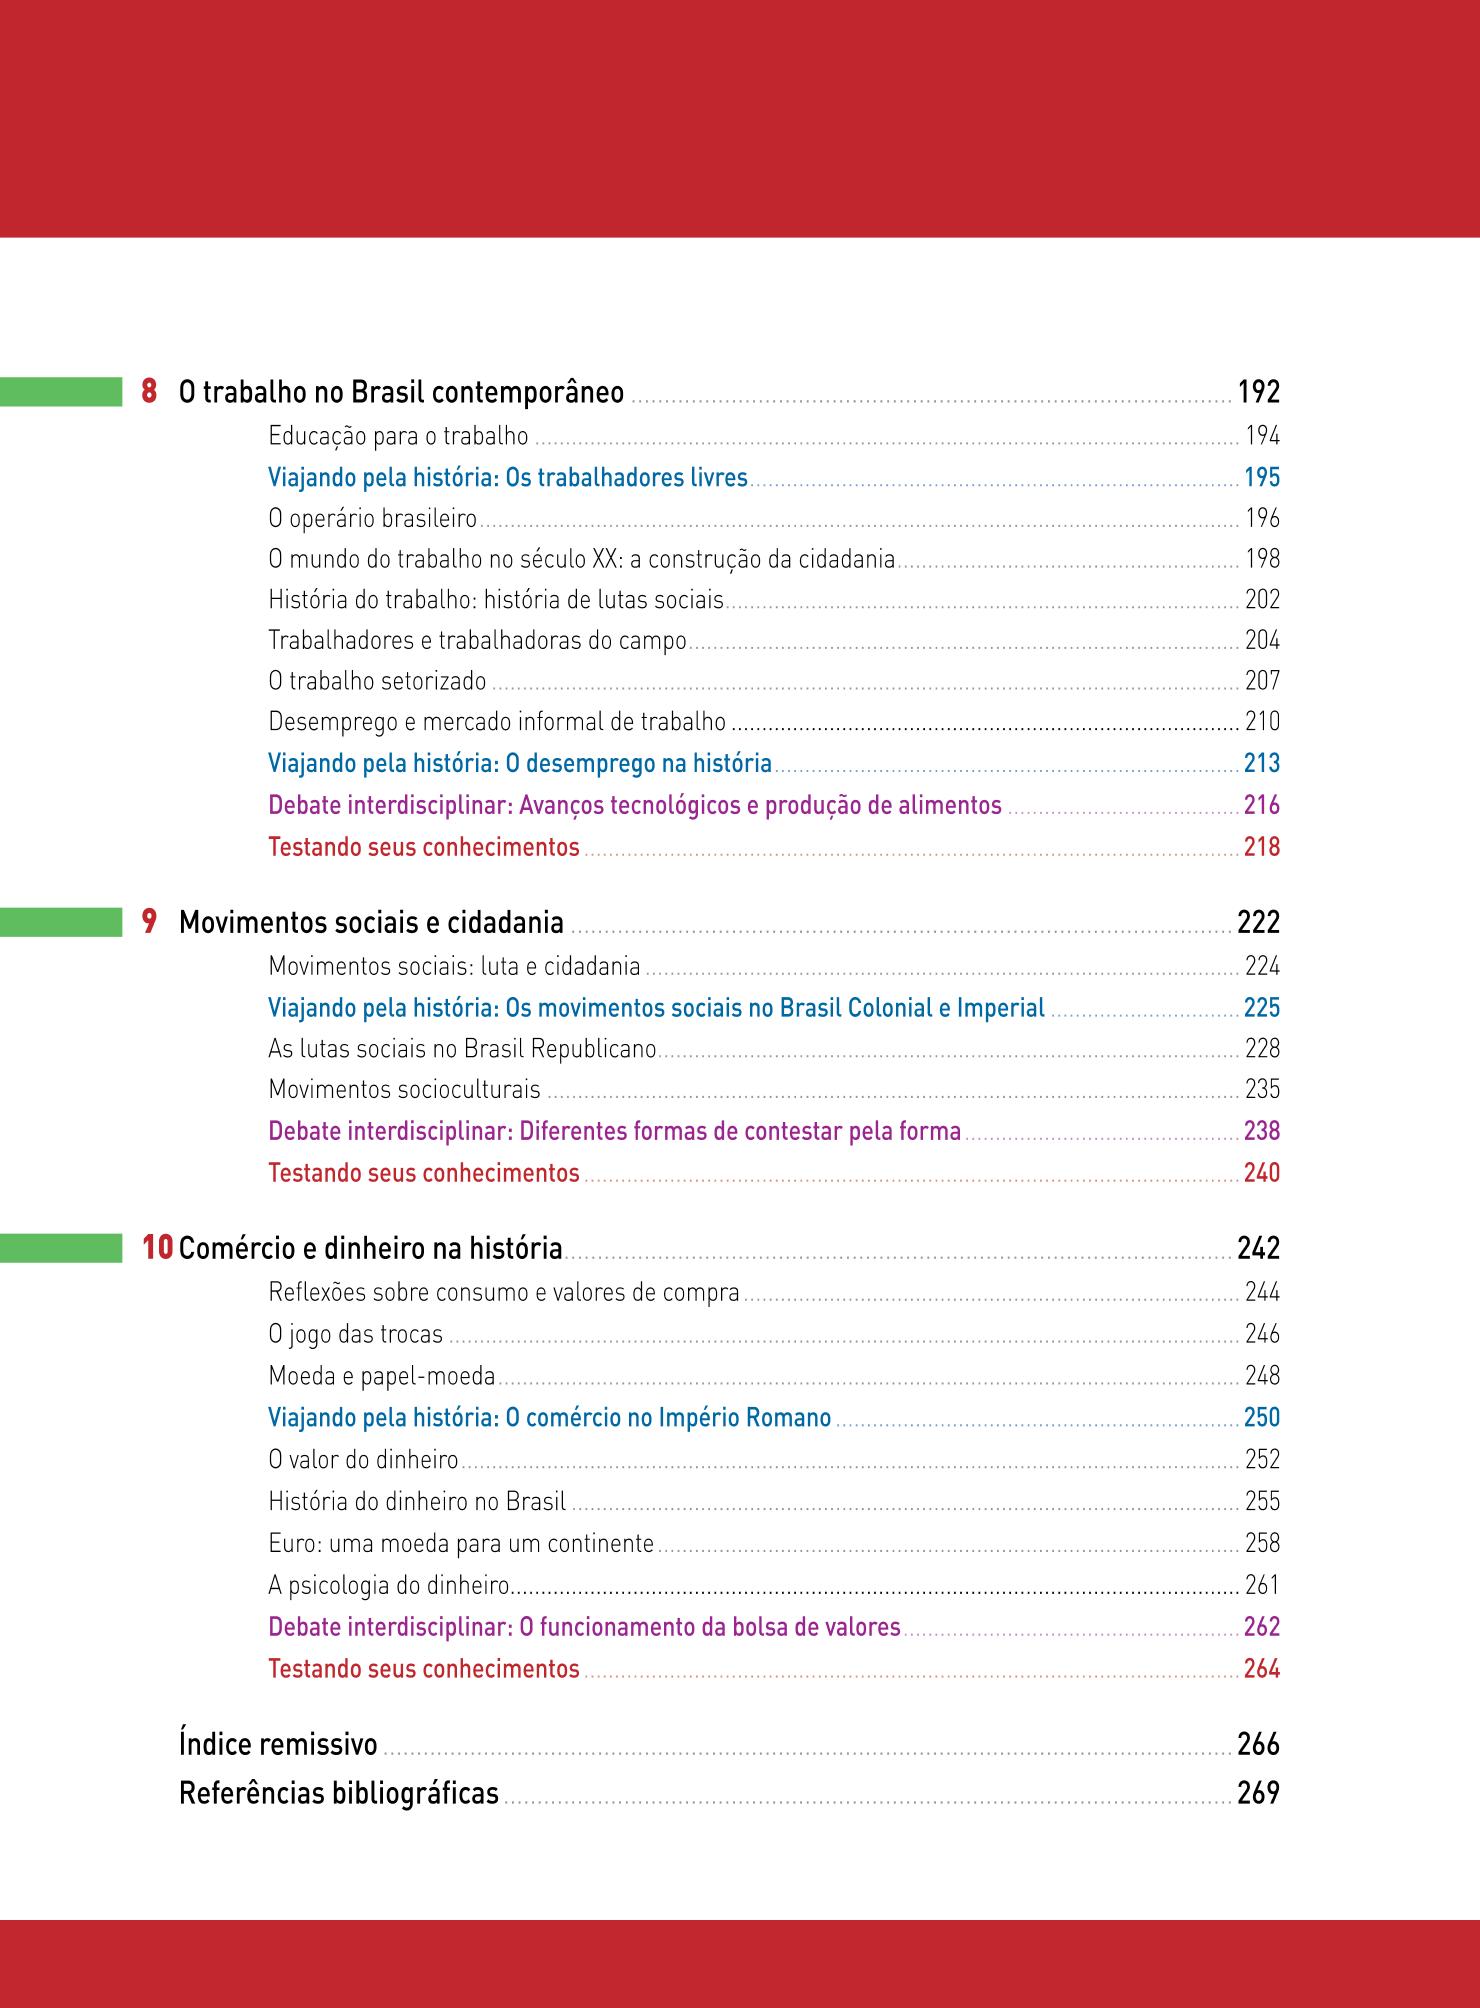 8 O trabalho no Brasil contemporâneo 192
Educação para o trabalho 194
Viajando pela história: Os trabalhadores livres 195
O operário brasileiro 196
O mundo do trabalho no século XX: a construção da cidadania 198
História do trabalho: história de lutas sociais 202
Trabalhadores e trabalhadoras do campo 204
O trabalho setorizado 207
Desemprego e mercado informal de trabalho 210
Viajando pela história: O desemprego na história 213
Debate interdisciplinar: Avanços tecnológicos e produção de alimentos 216
Testando seus conhecimentos 218
9 Movimentos sociais e cidadania 222
Movimentos sociais: luta e cidadania 224
Viajando pela história: Os movimentos sociais no Brasil Colonial e Imperial 225
As lutas sociais no Brasil Republicano 228
Movimentos socioculturais 235
Debate interdisciplinar: Diferentes formas de contestar pela forma 238
Testando seus conhecimentos 240
10 Comércio e dinheiro na história 242
Reflexões sobre consumo e valores de compra 244
O jogo das trocas 246
Moeda e papel-moeda 248
Viajando pela história: O comércio no Império Romano 250
O valor do dinheiro 252
História do dinheiro no Brasil 255
Euro: uma moeda para um continente 258
A psicologia do dinheiro 261
Debate interdisciplinar: O funcionamento da bolsa de valores 262
Testando seus conhecimentos 264
Índice remissivo 266
Referências bibliográficas 269